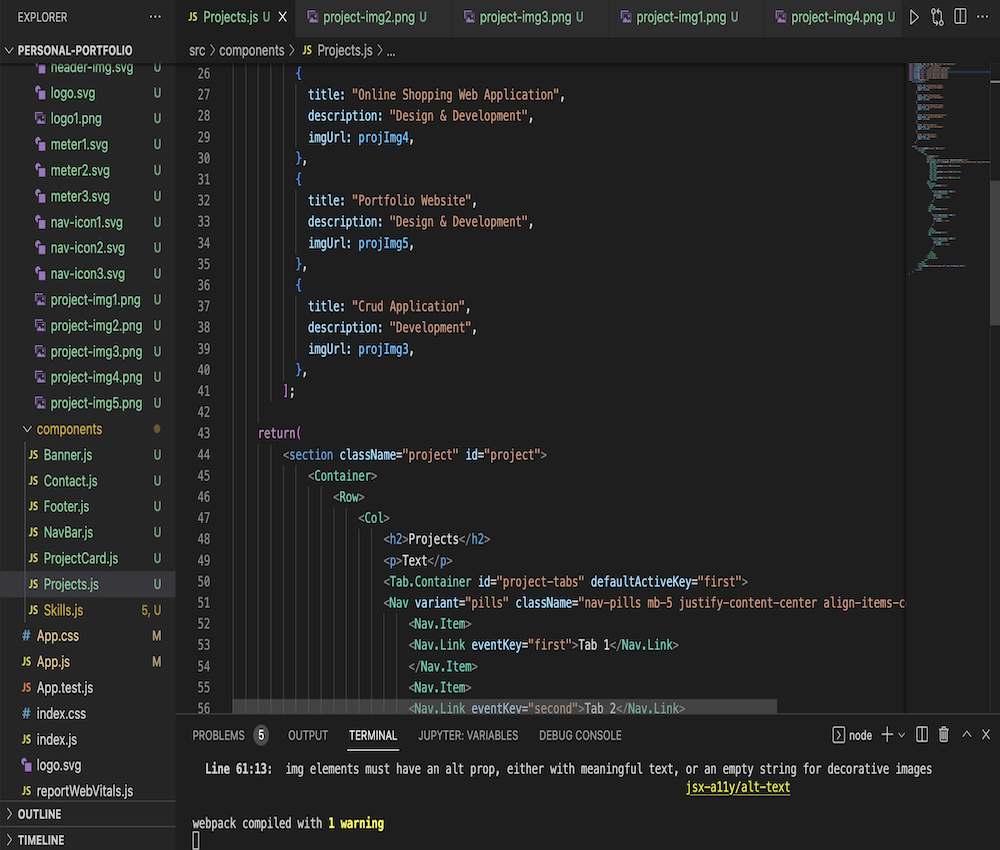 EXPLORER
PERSONAL-PORTFOLIO
header-img.svg U
logo.svg U
logo1.png U
meter1.svg U
meter2.svg U
meter3.svg U
nav-icon1.svg U
nav-icon2.svg U
nav-icon3.svg U
project-img1.png U
project-img2.png U
project-img3.png U
project-img4.png U
project-img5.png U
components
JS Banner.js U
JS Contact.js U
JS Footer.js U
JS NavBar.js U
JS ProjectCard.js U
JS Projects.js U
JS Skills.js 5, U
# App.css M
JS App.js M
JS App.test.js
# index.css
JS index.js
logo.svg
JS reportWebVitals.js
OUTLINE
TIMELINE
JS Projects.js U X project-img2.png U project-img3.png U project-img1.png U project-img4.png U
src > components > JS Projects.js > ...
26 {
27 title: "Online Shopping Web Application",
28 description: "Design & Development",
29 imgUrl: projImg4,
30 },
31 {
32 title: "Portfolio Website",
33 description: "Design & Development",
34 imgUrl: projImg5,
35 },
36 {
37 title: "Crud Application",
38 description: "Development",
39 imgUrl: projImg3,
40 },
41 ];
42
43 return(
44 <section className="project" id="project">
45 <Container>
46 <Row>
47 <Col>
48 <h2>Projects</h2>
49 <p>Text</p>
50 <Tab.Container id="project-tabs" defaultActiveKey="first">
51 <Nav variant="pills" className="nav-pills mb-5 justify-content-center align-items-c
52 <Nav.Item>
53 <Nav.Link eventKey="first">Tab 1</Nav.Link>
54 </Nav.Item>
55 <Nav.Item>
56 <Nav.Link eventKey="second">Tab 2</Nav.Link>
PROBLEMS 5 OUTPUT TERMINAL JUPYTER: VARIABLES DEBUG CONSOLE node
Line 61:13: img elements must have an alt prop, either with meaningful text, or an empty string for decorative images
jsx-a11y/alt-text
webpack compiled with 1 warning